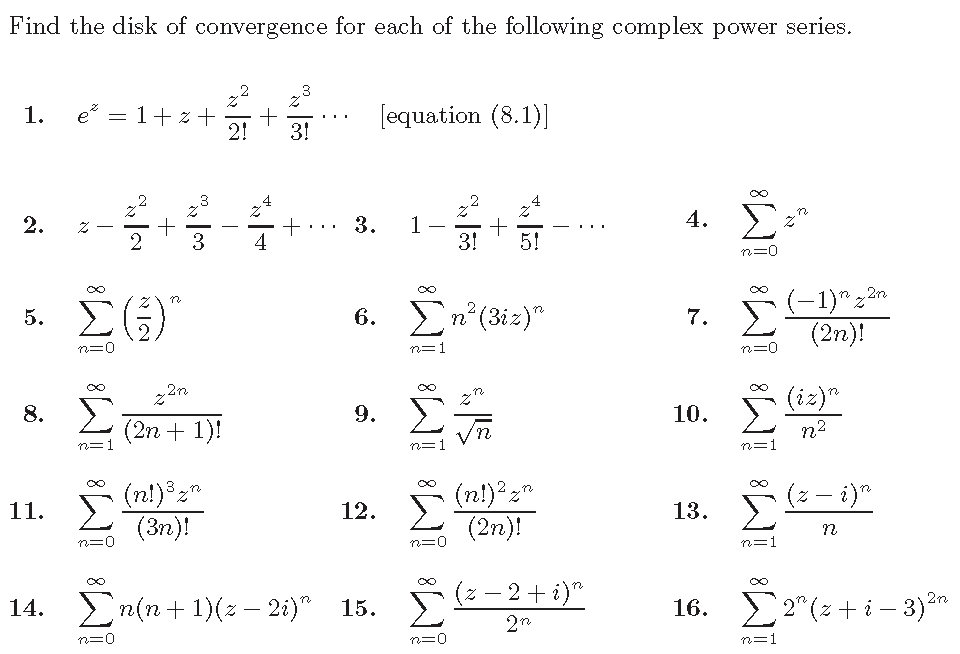 Find the disk of convergence for each of the following complex power series.
1. $e^z = 1 + z + \frac{z^2}{2!} + \frac{z^3}{3!} \cdots$ [equation (8.1)]
2. $z - \frac{z^2}{2} + \frac{z^3}{3} - \frac{z^4}{4} + \cdots$ 3. $1 - \frac{z^2}{3!} + \frac{z^4}{5!} - \cdots$ 4. $\sum_{n=0}^{\infty} z^n$
5. $\sum_{n=0}^{\infty} \left(\frac{z}{2}\right)^n$ 6. $\sum_{n=1}^{\infty} n^2 (3iz)^n$ 7. $\sum_{n=0}^{\infty} \frac{(-1)^n z^{2n}}{(2n)!}$
8. $\sum_{n=1}^{\infty} \frac{z^{2n}}{(2n+1)!}$ 9. $\sum_{n=1}^{\infty} \frac{z^n}{\sqrt{n}}$ 10. $\sum_{n=1}^{\infty} \frac{(iz)^n}{n^2}$
11. $\sum_{n=0}^{\infty} \frac{(n!)^3 z^n}{(3n)!}$ 12. $\sum_{n=0}^{\infty} \frac{(n!)^2 z^n}{(2n)!}$ 13. $\sum_{n=1}^{\infty} \frac{(z-i)^n}{n}$
14. $\sum_{n=0}^{\infty} n(n+1)(z-2i)^n$ 15. $\sum_{n=0}^{\infty} \frac{(z-2+i)^n}{2^n}$ 16. $\sum_{n=1}^{\infty} 2^n (z+i-3)^{2n}$